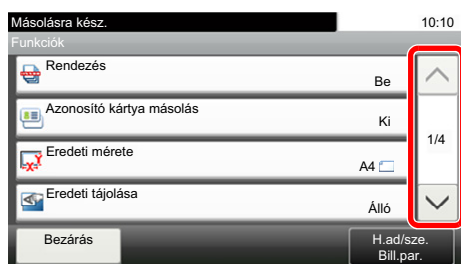 Másolásra kész. 10:10
Funkciók
Rendezés
Be
Azonosító kártya másolás
Ki
1/4
Eredeti mérete
A4
Eredeti tájolása
Álló
Bezárás
H.ad/sze.
Bill.par.